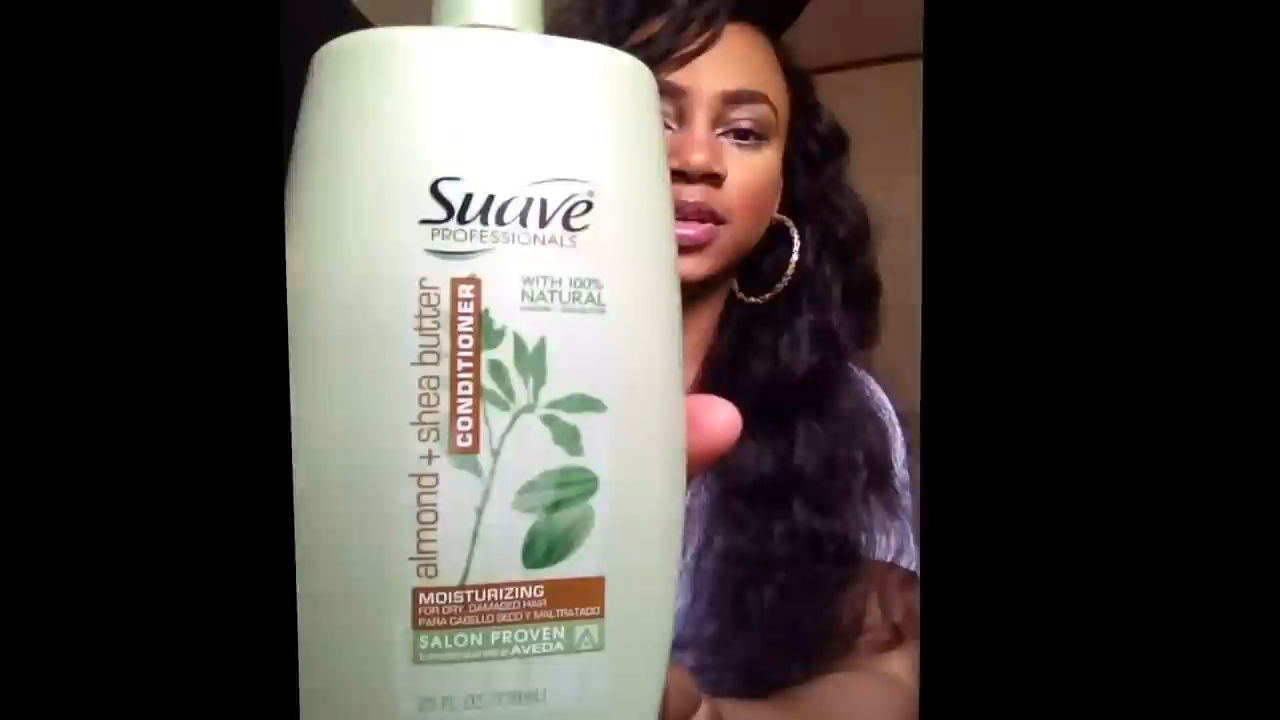 Suave®
PROFESSIONALS
WITH 100%
NATURAL
almond + shea butter
CONDITIONER
MOISTURIZING
FOR DRY, DAMAGED HAIR
PARA CABELLO SECO Y MALTRATADO
SALON PROVEN
AVEDA